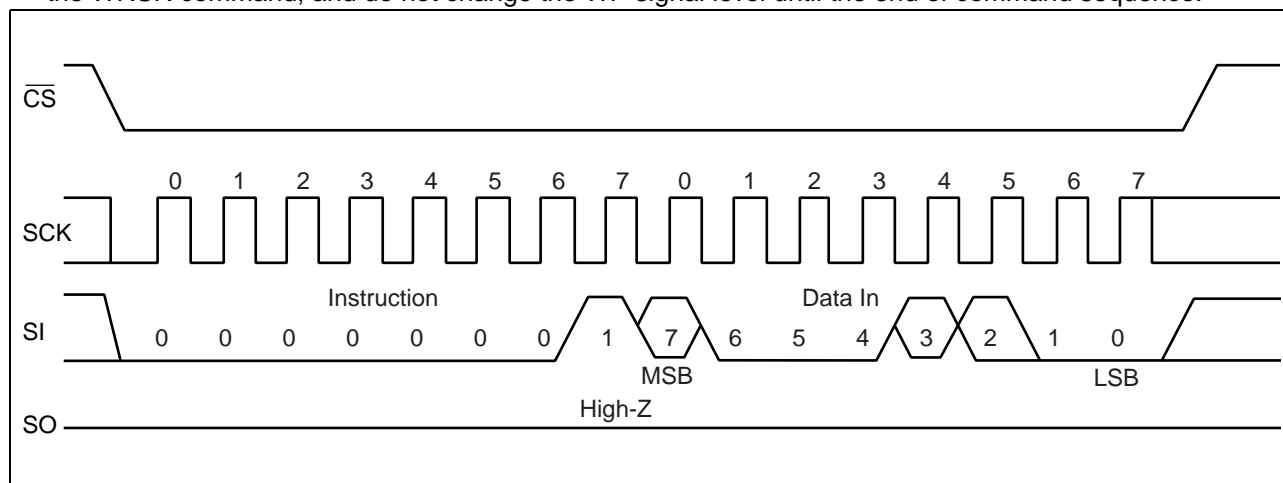 CS
0 1 2 3 4 5 6 7 0 1 2 3 4 5 6 7
SCK
Instruction Data In
SI 0 0 0 0 0 0 0 1 7 6 5 4 3 2 1 0
MSB LSB
High-Z
SO